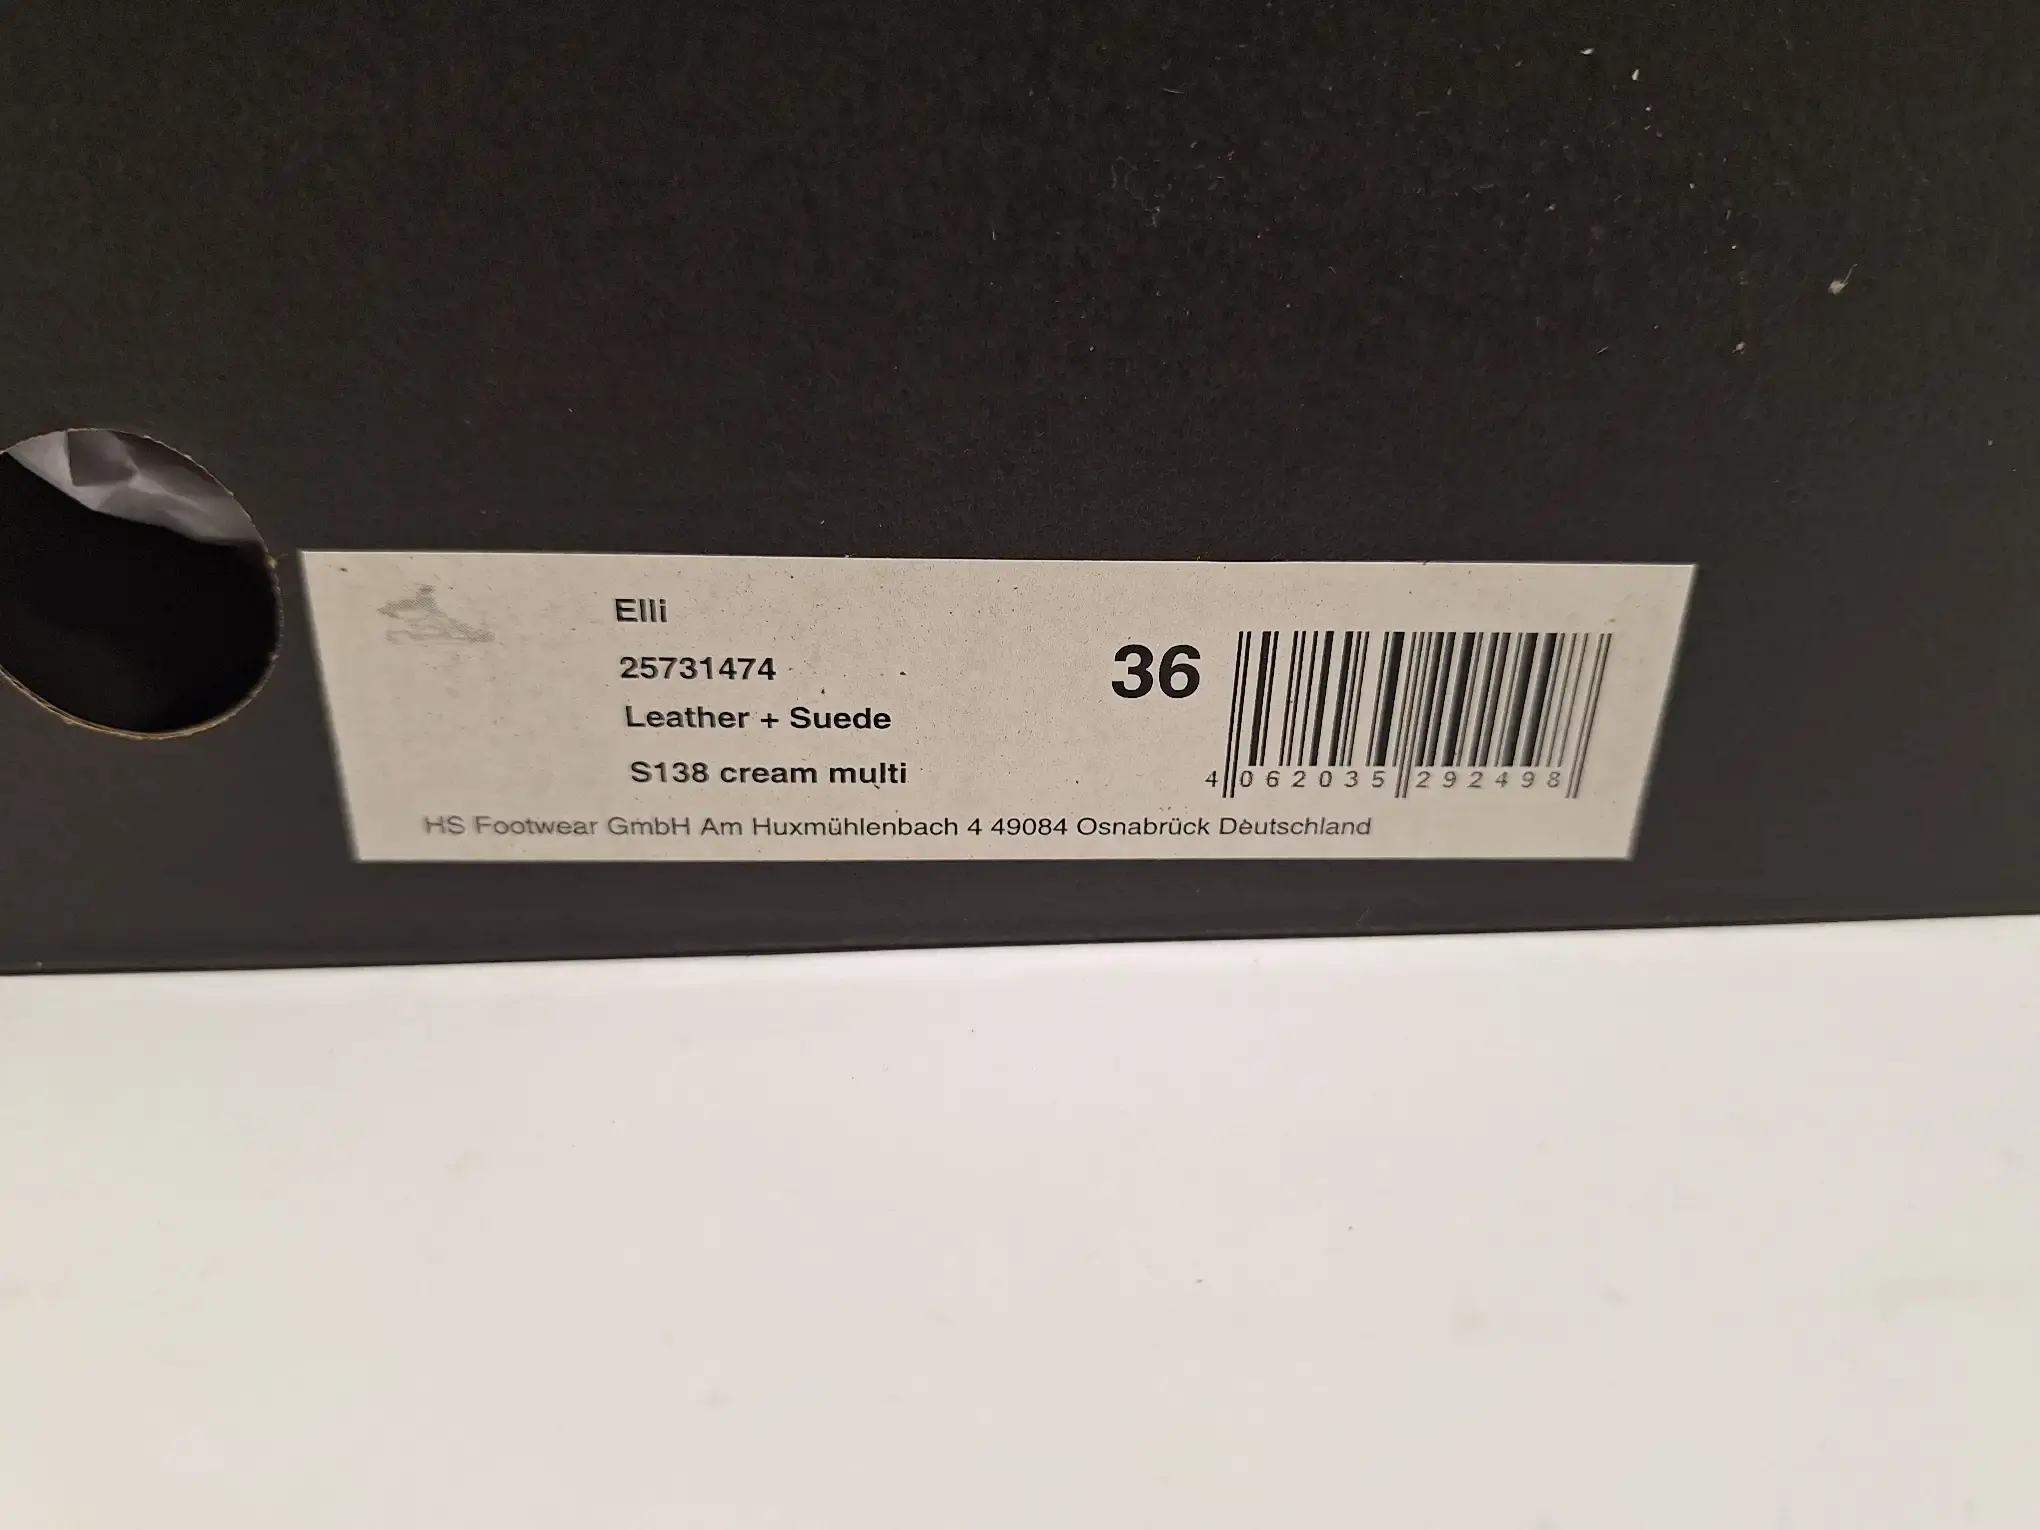 Elli
25731474
Leather + Suede
S138 cream multi
36
4 062035 292498
HS Footwear GmbH Am Huxmühlenbach 4 49084 Osnabrück Deutschland